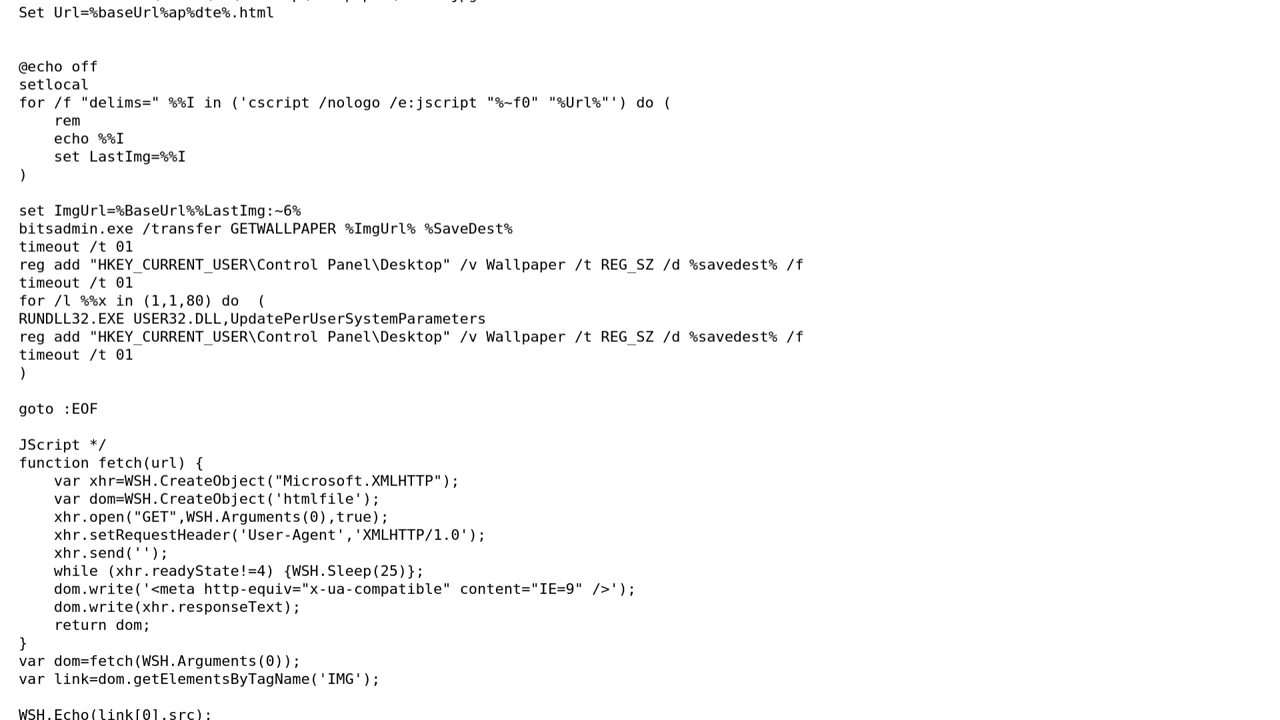 Set Url=%baseUrl%ap%dte%.html
@echo off
setlocal
for /f "delims=" %%I in ('cscript /nologo /e:jscript "%~f0" "%Url%"') do (
    rem
    echo %%I
    set LastImg=%%I
)
set ImgUrl=%BaseUrl%%LastImg:~6%
bitsadmin.exe /transfer GETWALLPAPER %ImgUrl% %SaveDest%
timeout /t 01
reg add "HKEY_CURRENT_USER\Control Panel\Desktop" /v Wallpaper /t REG_SZ /d %savedest% /f
timeout /t 01
for /l %%x in (1,1,80) do  (
RUNDLL32.EXE USER32.DLL,UpdatePerUserSystemParameters
reg add "HKEY_CURRENT_USER\Control Panel\Desktop" /v Wallpaper /t REG_SZ /d %savedest% /f
timeout /t 01
)
goto :EOF
JScript */
function fetch(url) {
    var xhr=WSH.CreateObject("Microsoft.XMLHTTP");
    var dom=WSH.CreateObject('htmlfile');
    xhr.open("GET",WSH.Arguments(0),true);
    xhr.setRequestHeader('User-Agent','XMLHTTP/1.0');
    xhr.send('');
    while (xhr.readyState!=4) {WSH.Sleep(25)};
    dom.write('<meta http-equiv="x-ua-compatible" content="IE=9" />');
    dom.write(xhr.responseText);
    return dom;
}
var dom=fetch(WSH.Arguments(0));
var link=dom.getElementsByTagName('IMG');
WSH.Echo(link[0].src);